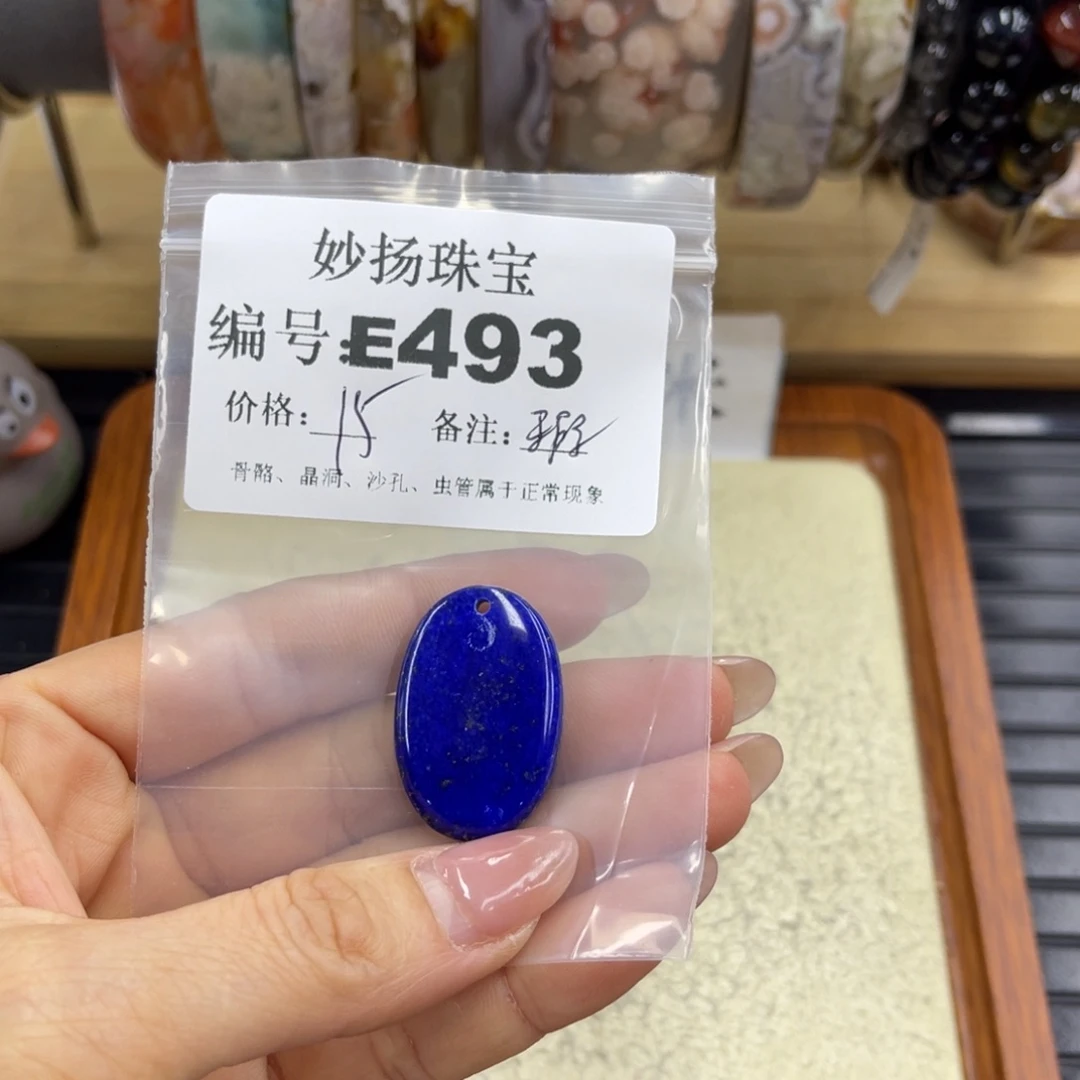 妙扬珠宝
编号:E493
价格: 15 备注:
骨骼、晶洞、沙孔、虫管属于正常现象